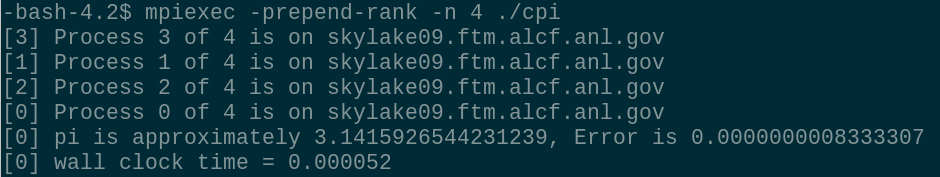 -bash-4.2$ mpiexec -prepend-rank -n 4 ./cpi
[3] Process 3 of 4 is on skylake09.ftm.alcf.anl.gov
[1] Process 1 of 4 is on skylake09.ftm.alcf.anl.gov
[2] Process 2 of 4 is on skylake09.ftm.alcf.anl.gov
[0] Process 0 of 4 is on skylake09.ftm.alcf.anl.gov
[0] pi is approximately 3.1415926544231239, Error is 0.0000000008333307
[0] wall clock time = 0.000052